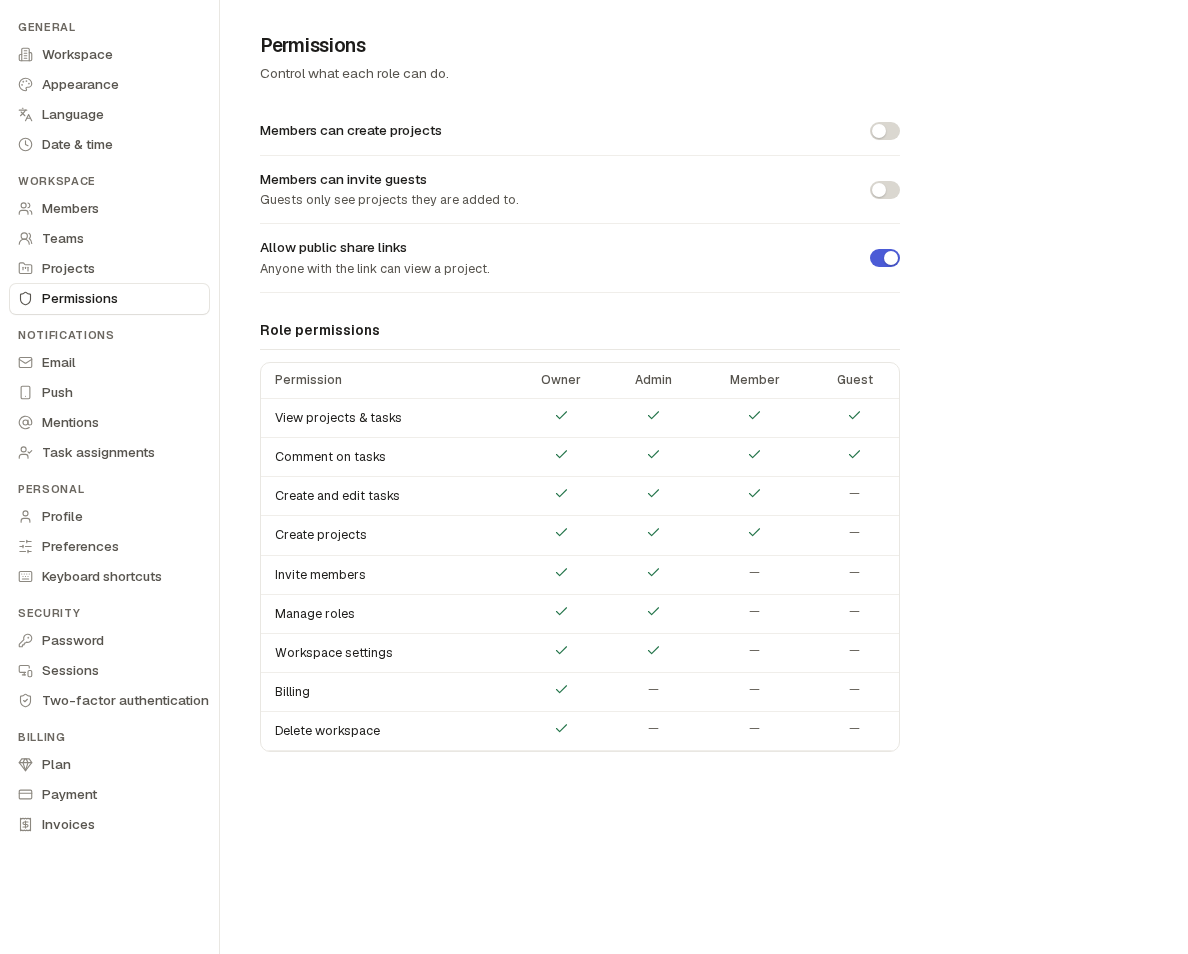 GENERAL
Workspace
Appearance
Language
Date & time
WORKSPACE
Members
Teams
Projects
Permissions
NOTIFICATIONS
Email
Push
Mentions
Task assignments
PERSONAL
Profile
Preferences
Keyboard shortcuts
SECURITY
Password
Sessions
Two-factor authentication
BILLING
Plan
Payment
Invoices
Permissions
Control what each role can do.
Members can create projects
Members can invite guests
Guests only see projects they are added to.
Allow public share links
Anyone with the link can view a project.
Role permissions
Permission Owner Admin Member Guest
View projects & tasks
Comment on tasks
Create and edit tasks
Create projects
Invite members
Manage roles
Workspace settings
Billing
Delete workspace